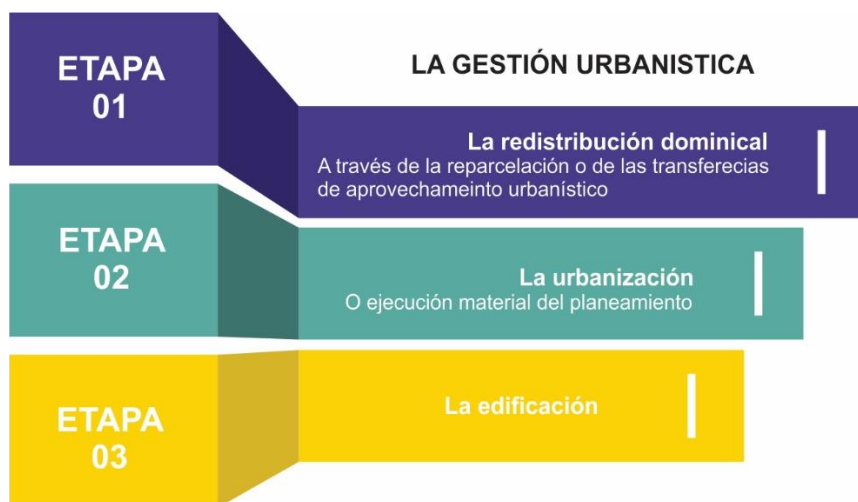 LA GESTIÓN URBANISTICA
ETAPA
01
La redistribución dominical
A través de la reparcelación o de las transferecias
de aprovechameinto urbanístico
ETAPA
02
La urbanización
O ejecución material del planeamiento
ETAPA
03
La edificación